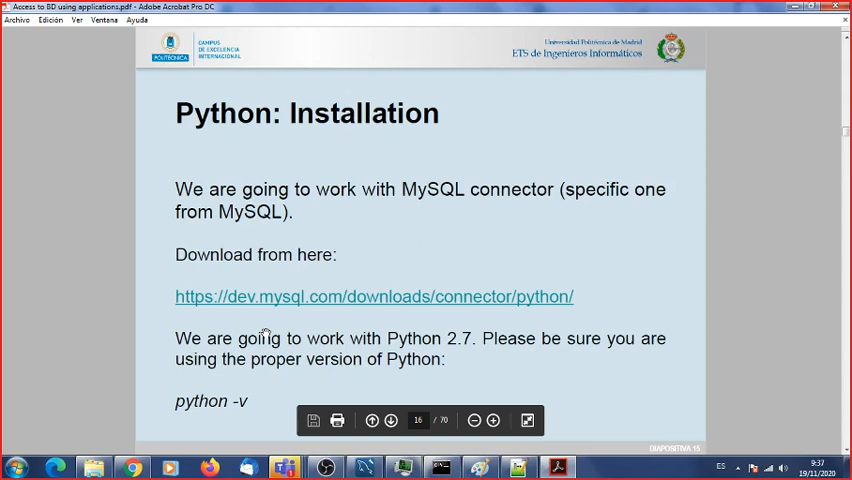 Access to BD using applications.pdf - Adobe Acrobat Pro DC
Archivo Edición Ver Ventana Ayuda
POLITÉCNICA
CAMPUS
DE EXCELENCIA
INTERNACIONAL
Universidad Politécnica de Madrid
ETS de Ingenieros Informáticos
Python: Installation
We are going to work with MySQL connector (specific one
from MySQL).
Download from here:
https://dev.mysql.com/downloads/connector/python/
We are going to work with Python 2.7. Please be sure you are
using the proper version of Python:
python -v
16 / 70
DIAPOSITIVA 15
ES
9:37
19/11/2020